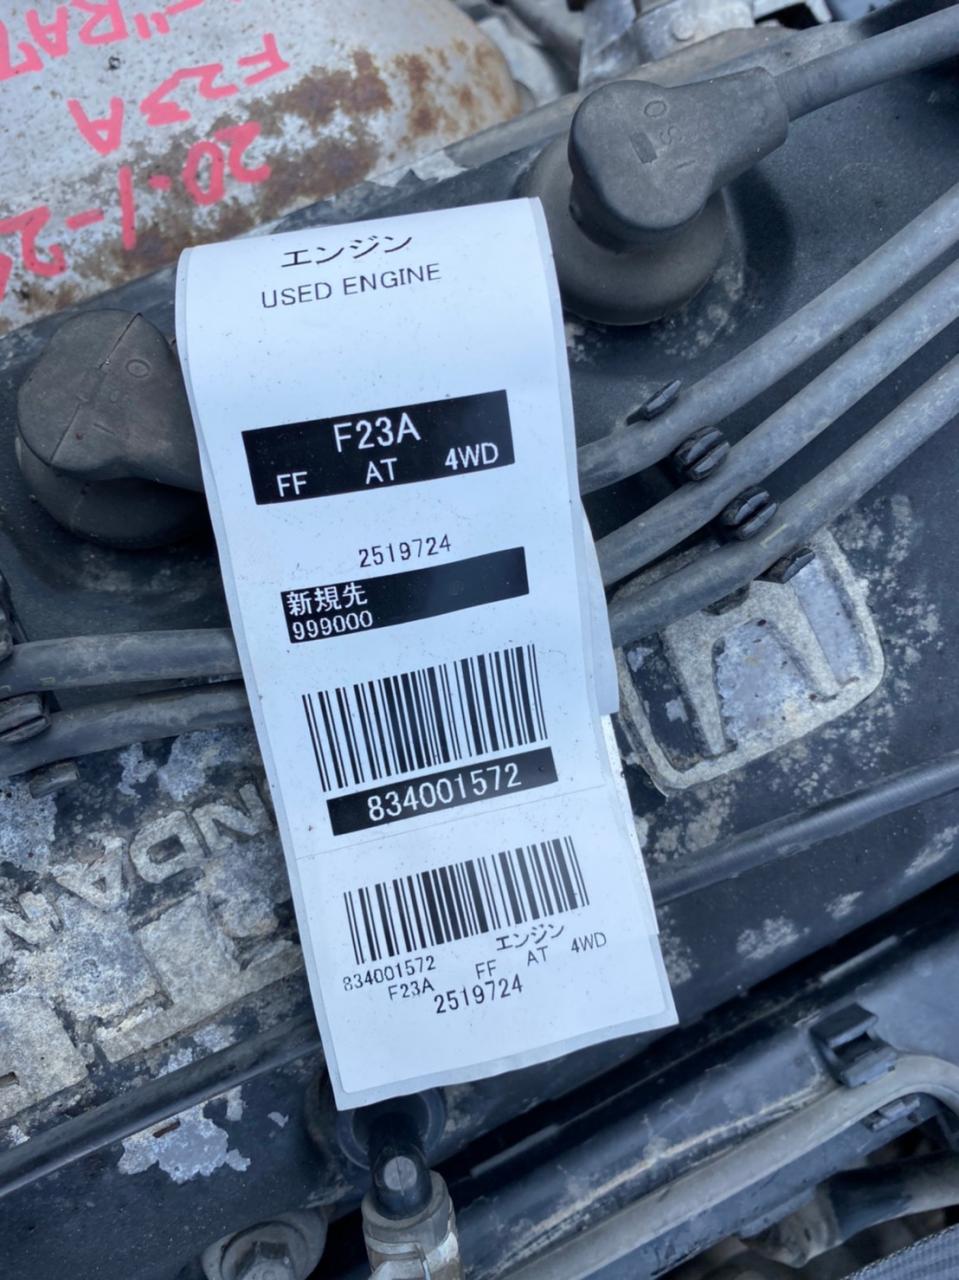 F23A
20-1-2
エンジン
USED ENGINE
F23A
FF AT 4WD
2519724
新規先
999000
834001572
834001572
エンジン
F23A FF AT 4WD
2519724